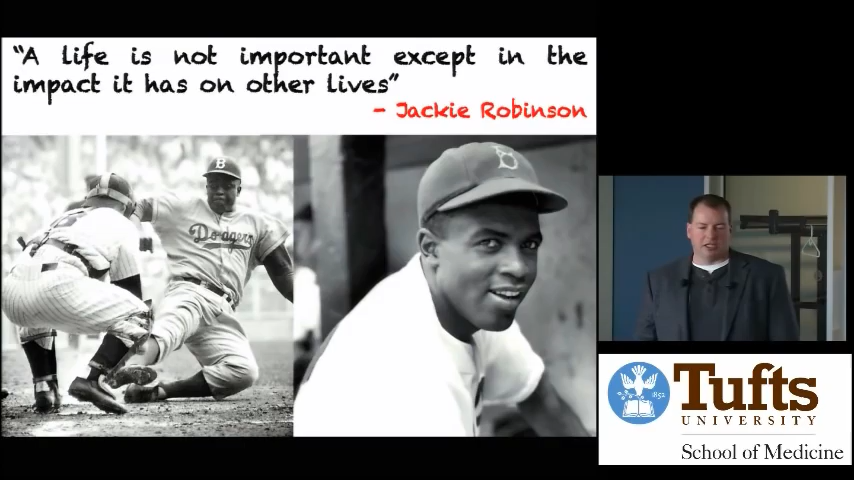 “A life is not important except in the
impact it has on other lives”
- Jackie Robinson
B
Dodgers
B
Tufts
UNIVERSITY
1852
School of Medicine